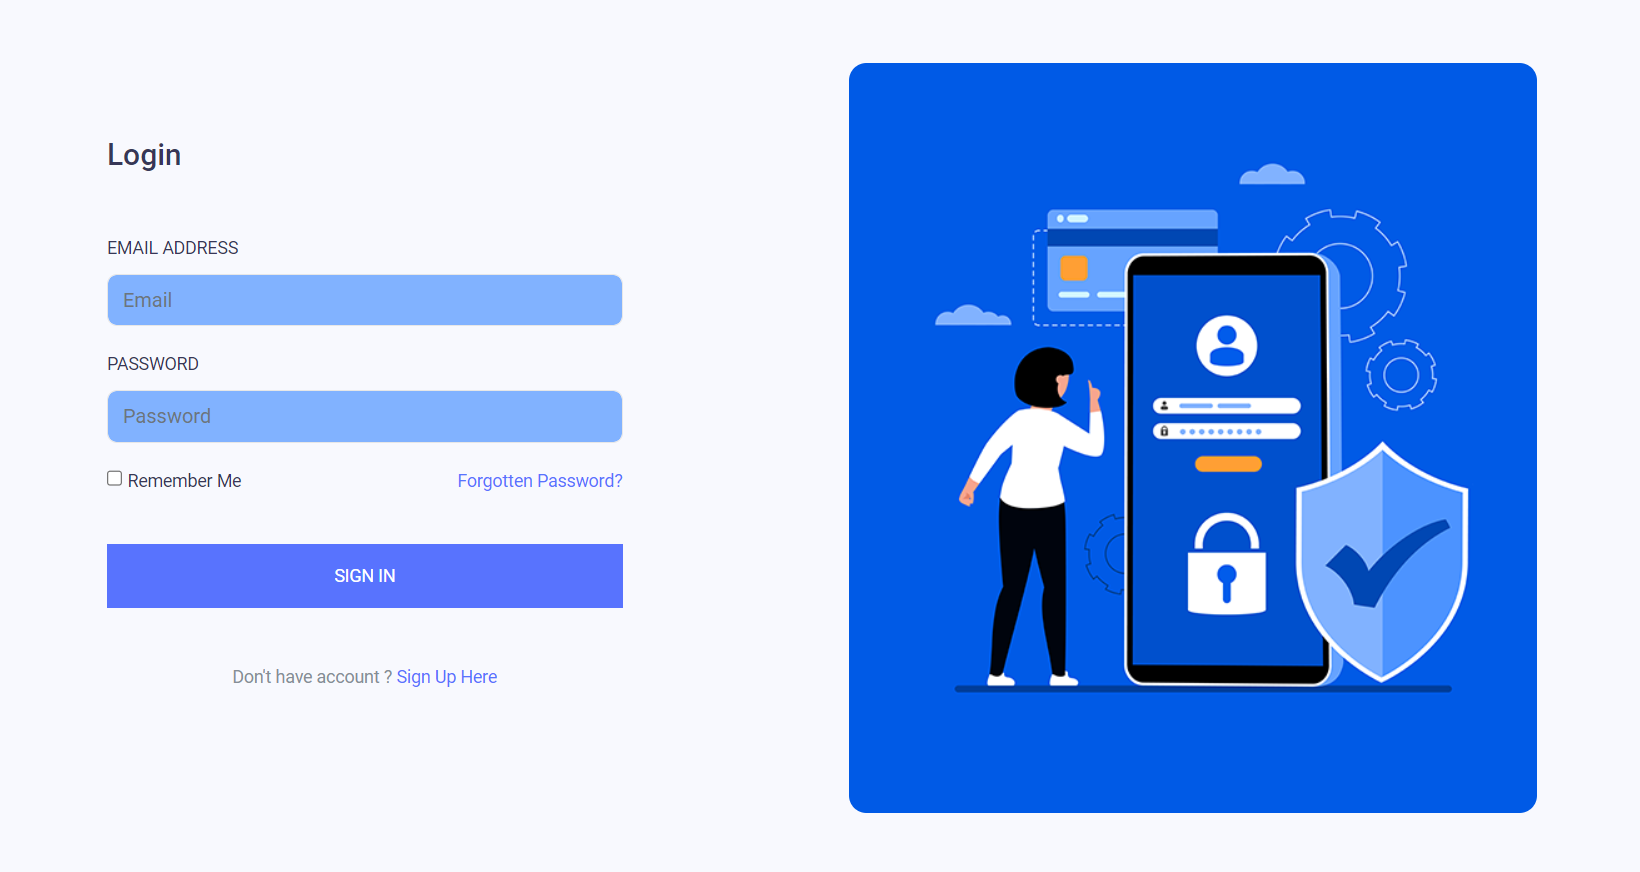 Login
EMAIL ADDRESS
Email
PASSWORD
Password
Remember Me
Forgotten Password?
SIGN IN
Don't have account ? Sign Up Here